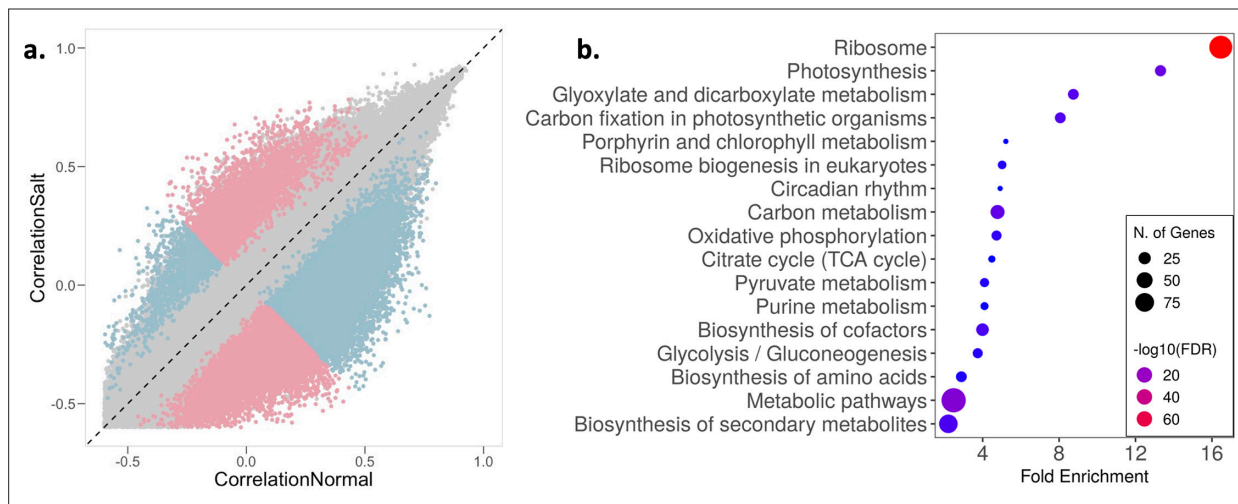 a.
1.0
0.5
0.0
-0.5
CorrelationSalt
-0.5
0.0
0.5
1.0
CorrelationNormal
b.
Ribosome
Photosynthesis
Glyoxylate and dicarboxylate metabolism
Carbon fixation in photosynthetic organisms
Porphyrin and chlorophyll metabolism
Ribosome biogenesis in eukaryotes
Circadian rhythm
Carbon metabolism
Oxidative phosphorylation
Citrate cycle (TCA cycle)
Pyruvate metabolism
Purine metabolism
Biosynthesis of cofactors
Glycolysis / Gluconeogenesis
Biosynthesis of amino acids
Metabolic pathways
Biosynthesis of secondary metabolites
4
8
12
16
Fold Enrichment
N. of Genes
25
50
75
-log10(FDR)
20
40
60